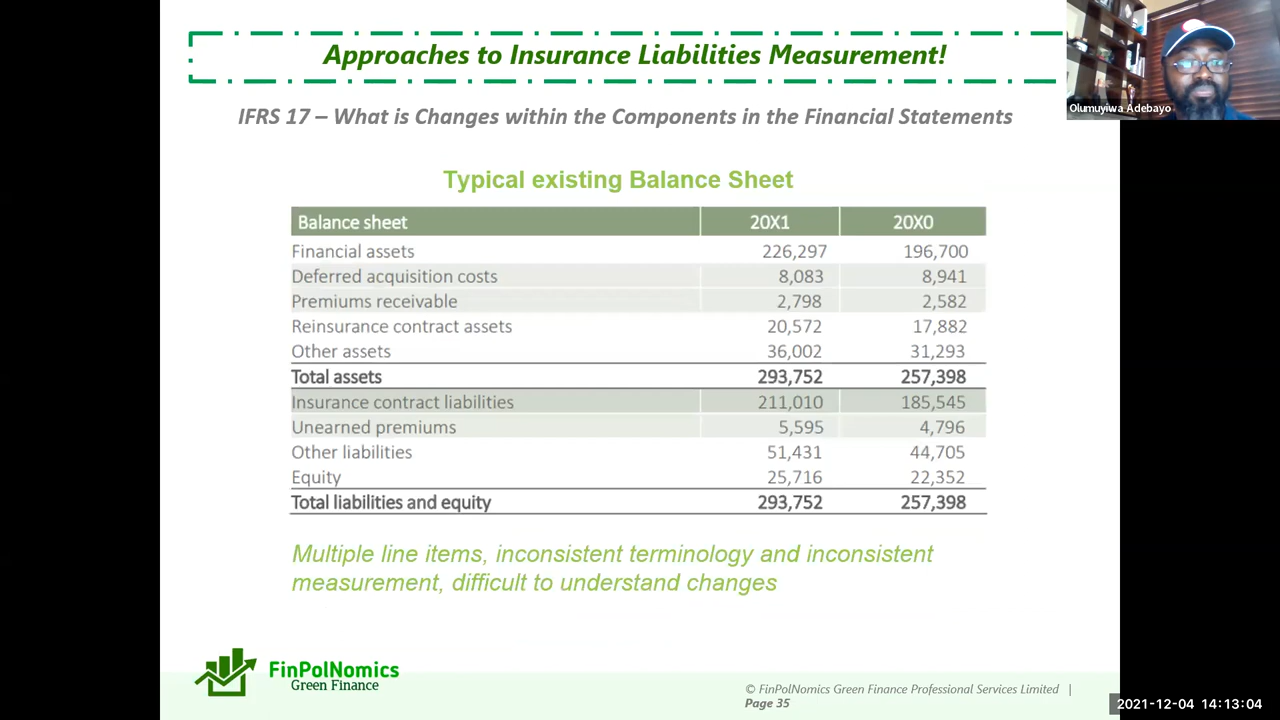 Approaches to Insurance Liabilities Measurement!
Olumuyiwa Adebayo
IFRS 17 – What is Changes within the Components in the Financial Statements
Typical existing Balance Sheet
Balance sheet 20X1 20X0
Financial assets 226,297 196,700
Deferred acquisition costs 8,083 8,941
Premiums receivable 2,798 2,582
Reinsurance contract assets 20,572 17,882
Other assets 36,002 31,293
Total assets 293,752 257,398
Insurance contract liabilities 211,010 185,545
Unearned premiums 5,595 4,796
Other liabilities 51,431 44,705
Equity 25,716 22,352
Total liabilities and equity 293,752 257,398
Multiple line items, inconsistent terminology and inconsistent
measurement, difficult to understand changes
FinPolNomics
Green Finance
© FinPolNomics Green Finance Professional Services Limited |
Page 35
2021-12-04 14:13:04